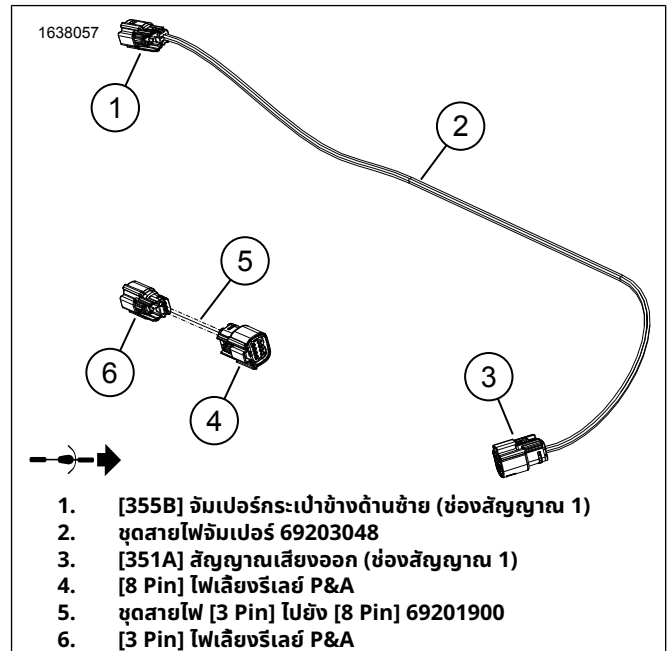 1638057
1
2
5
6
4
3
1. [355B] จัมเปอร์กระเป๋าข้างด้านซ้าย (ช่องสัญญาณ 1)
2. ชุดสายไฟจัมเปอร์ 69203048
3. [351A] สัญญาณเสียงออก (ช่องสัญญาณ 1)
4. [8 Pin] ไฟเลี้ยงรีเลย์ P&A
5. ชุดสายไฟ [3 Pin] ไปยัง [8 Pin] 69201900
6. [3 Pin] ไฟเลี้ยงรีเลย์ P&A